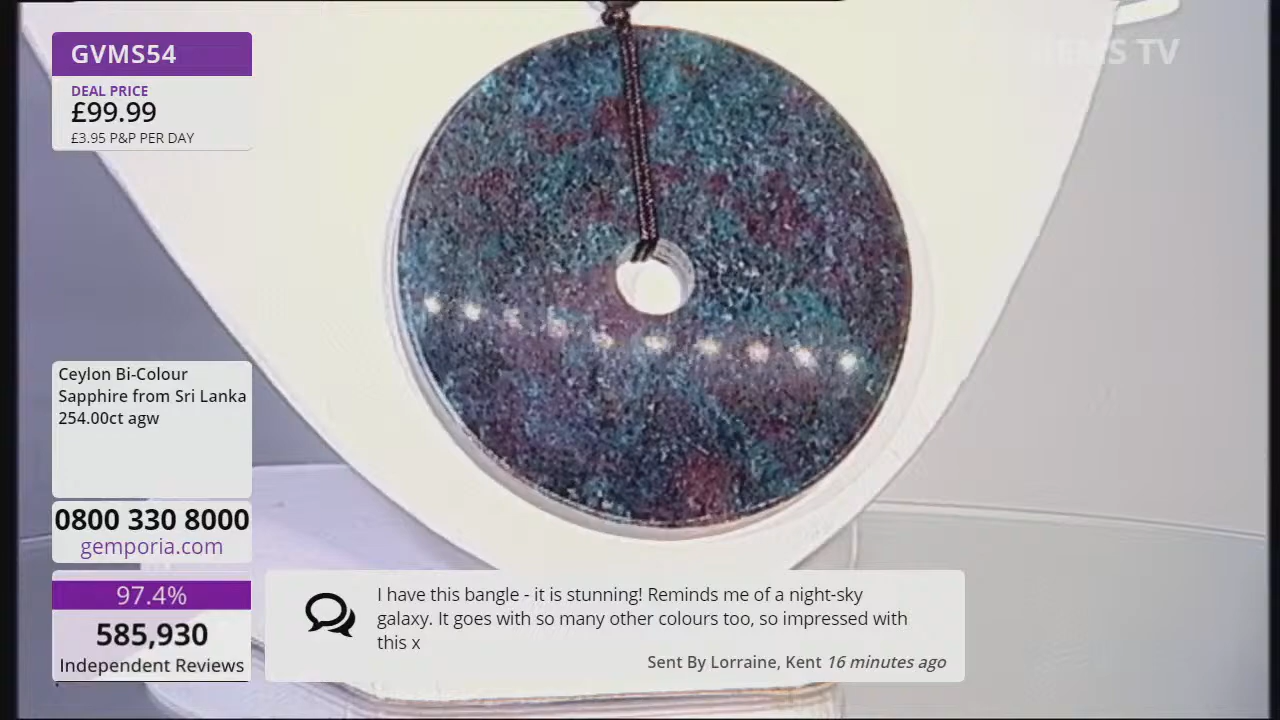 GVMS54
DEAL PRICE
£99.99
£3.95 P&P PER DAY
GEMS TV
Ceylon Bi-Colour
Sapphire from Sri Lanka
254.00ct agw
0800 330 8000
gemporia.com
97.4%
585,930
Independent Reviews
I have this bangle - it is stunning! Reminds me of a night-sky
galaxy. It goes with so many other colours too, so impressed with
this x
Sent By Lorraine, Kent 16 minutes ago